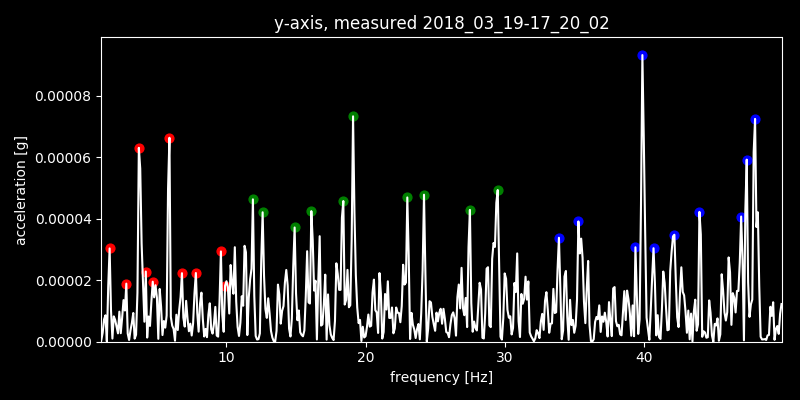 y-axis, measured 2018_03_19-17_20_02
0.00008
0.00006
0.00004
0.00002
0.00000
acceleration [g]
10 20 30 40
frequency [Hz]